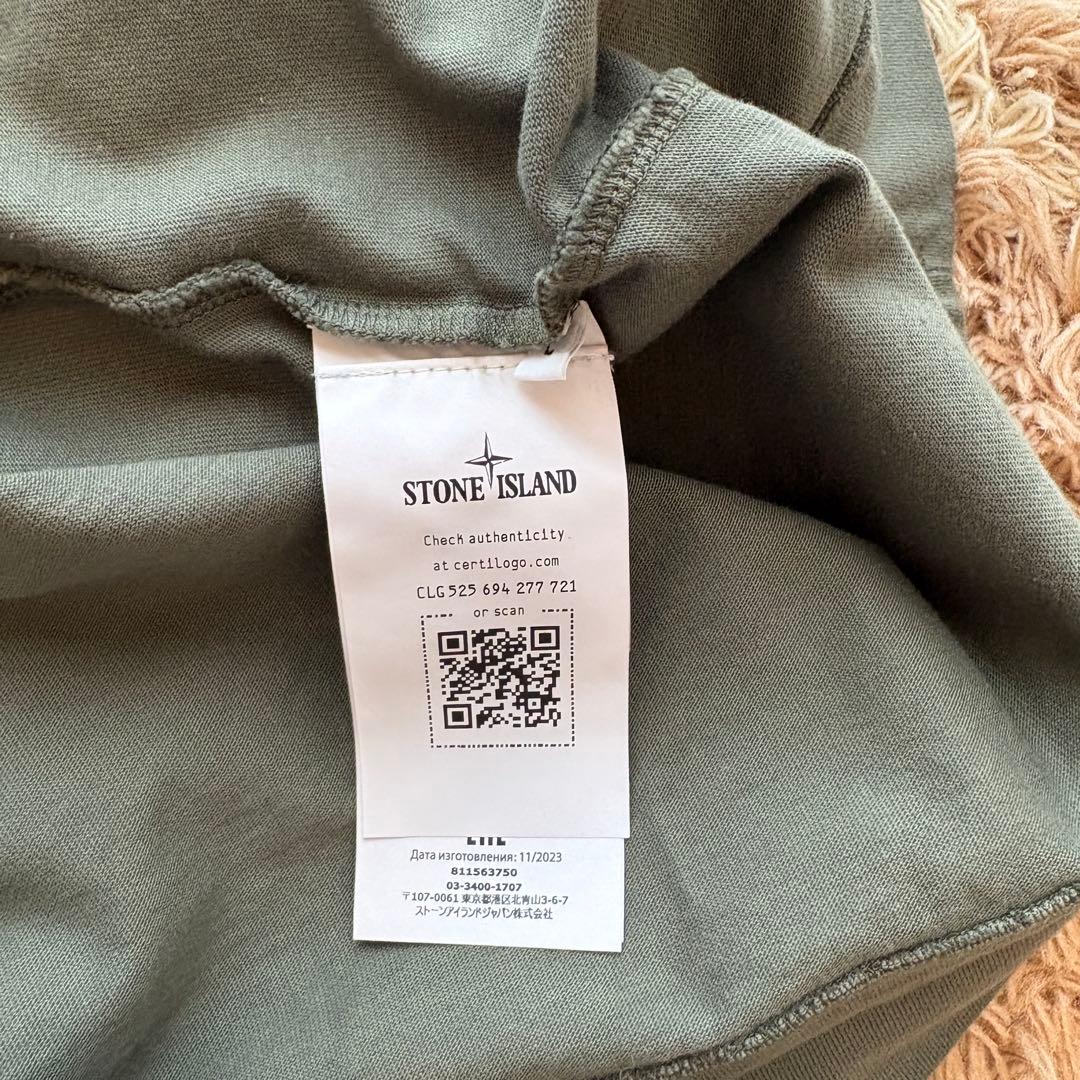 STONE ISLAND
Check authenticity
at certilogo.com
CLG 525 694 277 721
or scan
Дата изготовления: 11/2023
811563750
03-3400-1707
〒107-0061 東京都港区北青山3-6-7
ストーンアイランドジャパン株式会社